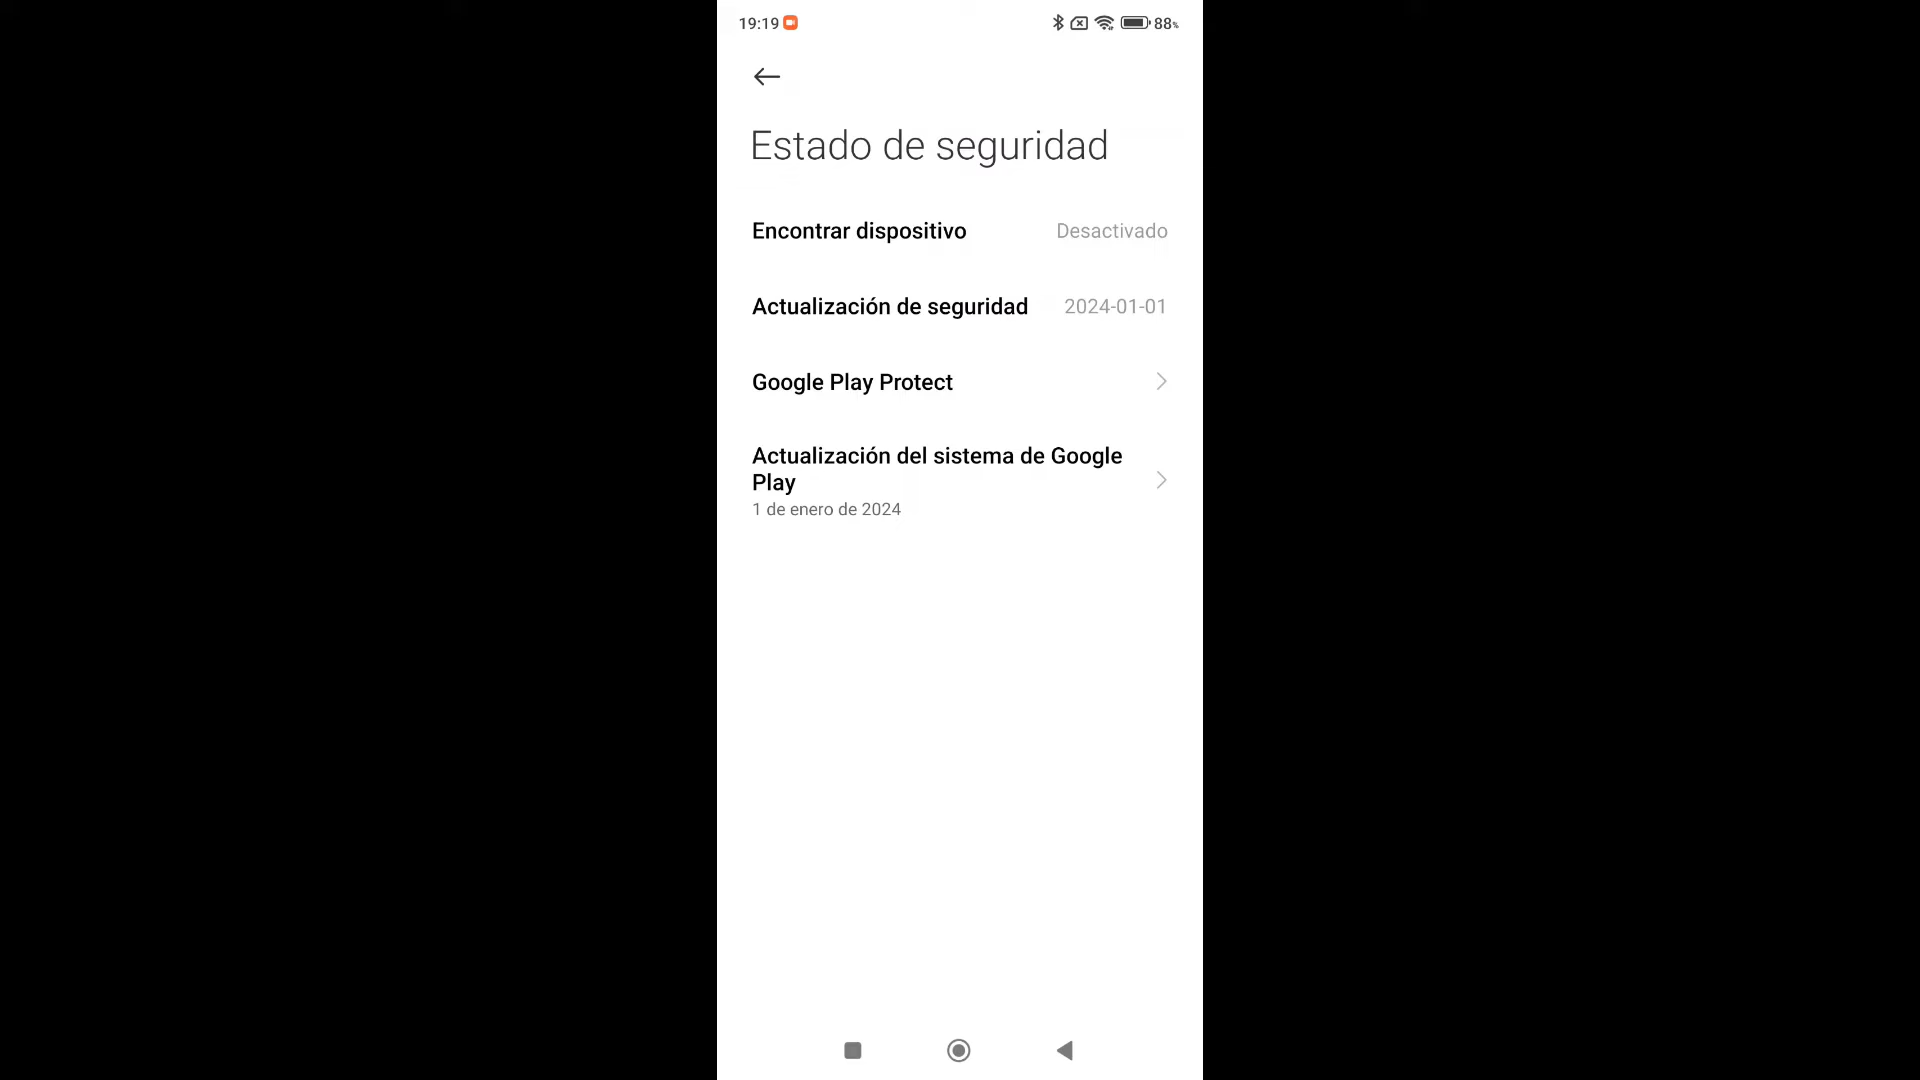 19:19
88%
Estado de seguridad
Encontrar dispositivo Desactivado
Actualización de seguridad 2024-01-01
Google Play Protect
Actualización del sistema de Google
Play
1 de enero de 2024